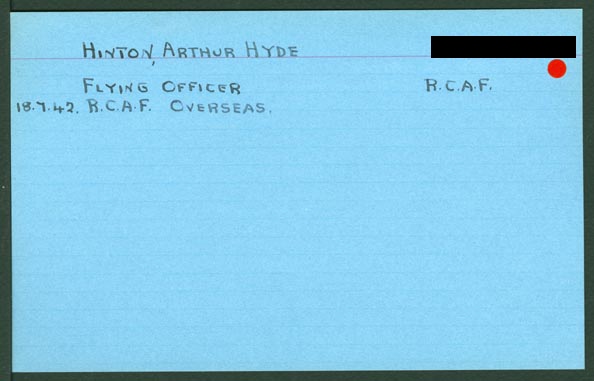 HINTON, ARTHUR HYDE
FLYING OFFICER R.C.A.F.
18.7.42. R.C.A.F. OVERSEAS.